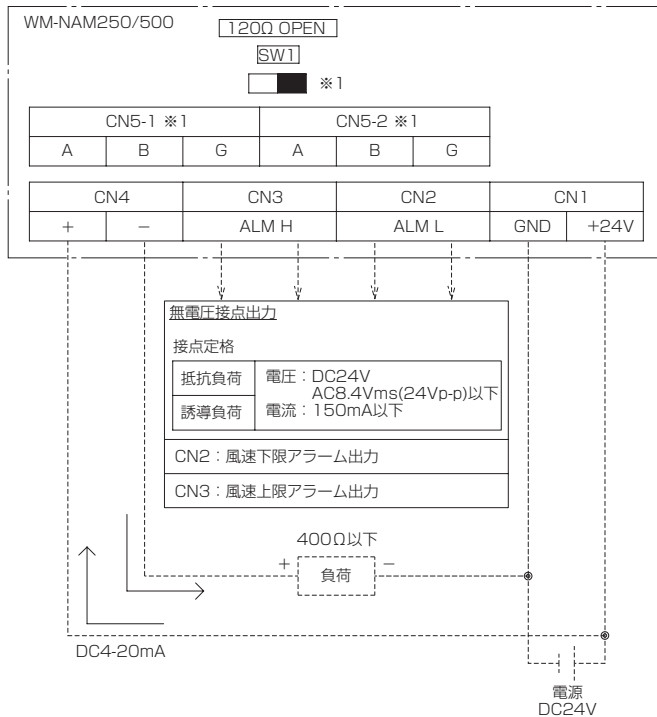 WM-NAM250/500
120Ω OPEN
SW1
※1
CN5-1 ※1 CN5-2 ※1
A B G A B G
CN4 CN3 CN2 CN1
+ − ALM H ALM L GND +24V
無電圧接点出力
接点定格
抵抗負荷 電圧：DC24V
AC8.4Vms(24Vp-p)以下
誘導負荷 電流：150mA以下
CN2：風速下限アラーム出力
CN3：風速上限アラーム出力
400Ω以下
+ 負荷 −
DC4-20mA
電源
DC24V